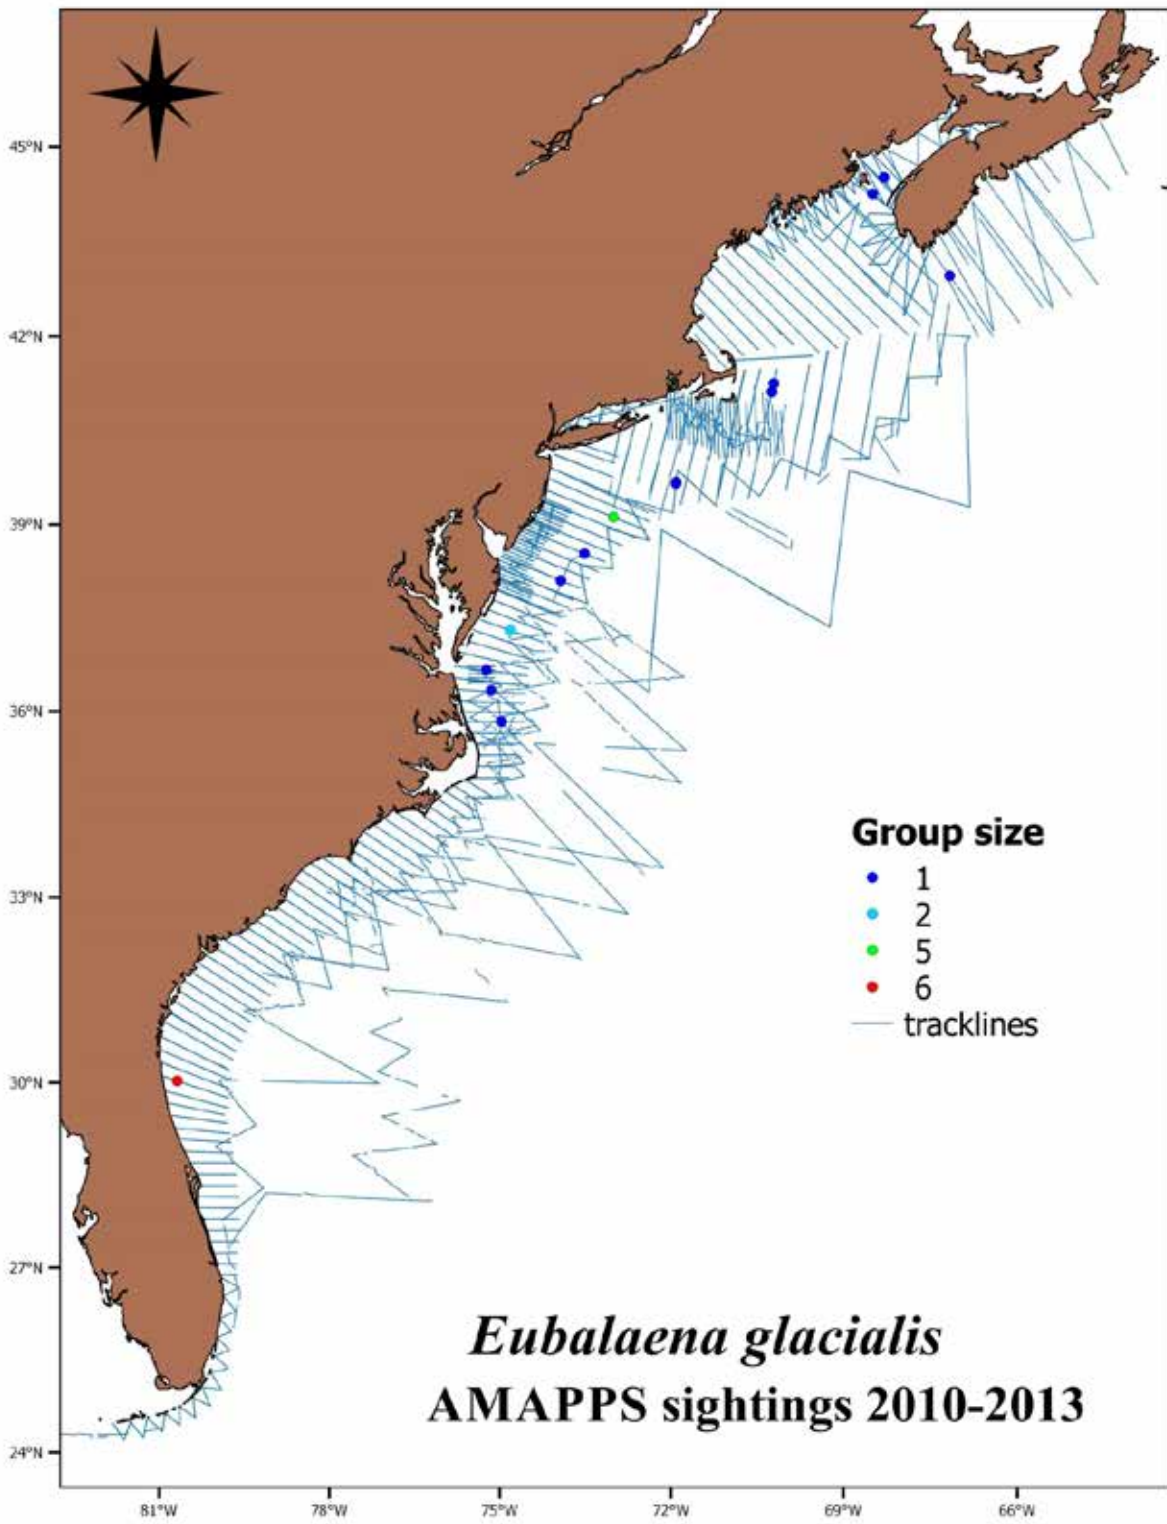 45°N
42°N
39°N
36°N
33°N
30°N
27°N
24°N
Group size
1
2
5
6
tracklines
Eubalaena glacialis
AMAPPS sightings 2010-2013
81°W
78°W
75°W
72°W
69°W
66°W